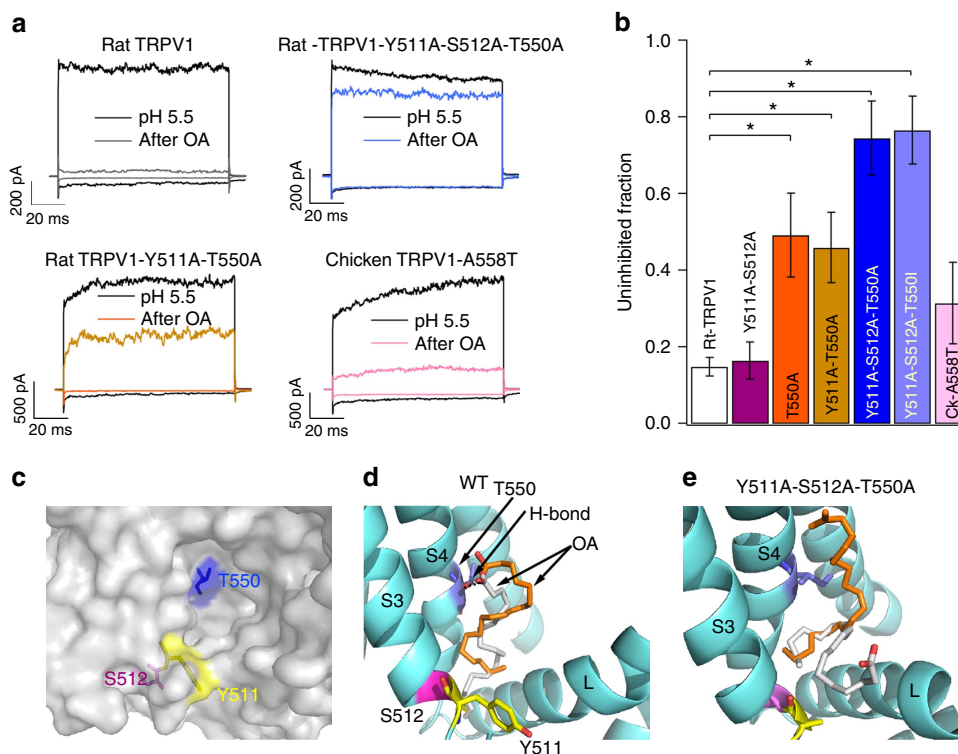 a
Rat TRPV1
pH 5.5
After OA
200 pA
20 ms
Rat -TRPV1-Y511A-S512A-T550A
pH 5.5
After OA
200 pA
20 ms
Rat TRPV1-Y511A-T550A
pH 5.5
After OA
500 pA
20 ms
Chicken TRPV1-A558T
pH 5.5
After OA
500 pA
20 ms
b
Uninhibited fraction
1.0
0.8
0.6
0.4
0.2
0.0
*
*
*
*
Rt-TRPV1
Y511A-S512A
T550A
Y511A-T550A
Y511A-S512A-T550A
Y511A-S512A-T550I
Ck-A558T
c
T550
S512
Y511
d
WT
T550
H-bond
OA
S4
S3
L
S512
Y511
e
Y511A-S512A-T550A
S4
S3
L